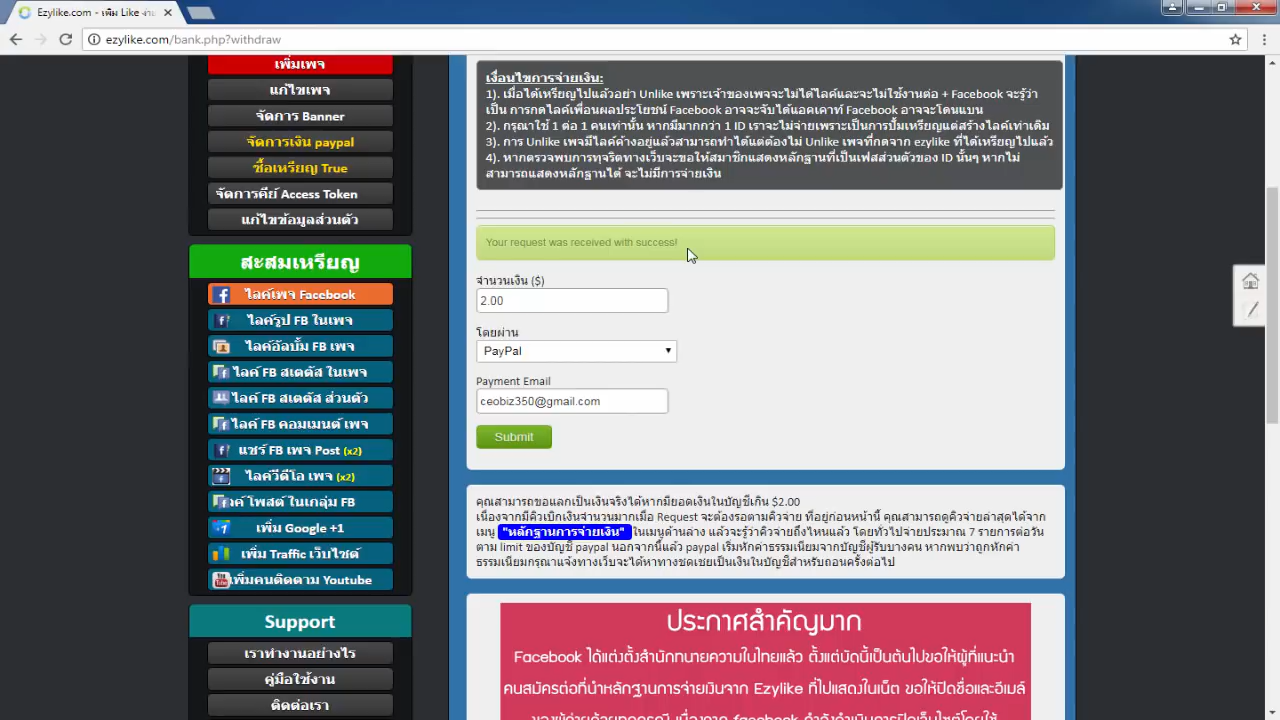 Ezylike.com - เพิ่ม Like
ezylike.com/bank.php?withdraw
เพิ่มเพจ
แก้ไขเพจ
จัดการ Banner
จัดการเงิน paypal
ซื้อเหรียญ True
จัดการคีย์ Access Token
แก้ไขข้อมูลส่วนตัว
สะสมเหรียญ
ไลค์เพจ Facebook
ไลค์รูป FB ในเพจ
ไลค์อัลบั้ม FB เพจ
ไลค์ FB สเตตัส ในเพจ
ไลค์ FB สเตตัส ส่วนตัว
ไลค์ FB คอมเมนต์ เพจ
แชร์ FB เพจ Post (x2)
ไลค์วีดีโอ เพจ (x2)
โพสต์ ในเกลุ่ม FB
เพิ่ม Google +1
เพิ่ม Traffic เว็บไซต์
เพิ่มคนติดตาม Youtube
Support
เราทำงานอย่างไร
คู่มือใช้งาน
ติดต่อเรา
เงื่อนไขการจ่ายเงิน:
1). เมื่อได้เหรียญไปแล้วอย่า Unlike เพราะเจ้าของเพจจะไม่ได้ไลค์และจะไม่ใช้งานต่อ + Facebook จะรู้ว่า
เป็น การกดไลค์เพื่อนผลประโยชน์ Facebook อาจจะจับได้แอคเคาท์ Facebook อาจจะโดนแบน
2). กรุณาใช้ 1 ต่อ 1 คนเท่านั้น หากมีมากกว่า 1 ID เราจะไม่จ่ายเพราะเป็นการปั้มเหรียญแต่สร้างไลค์เท่าเดิม
3). การ Unlike เพจมีไลค์ค้างอยู่แล้วสามารถทำได้แต่ต้องไม่ Unlike เพจที่กดจาก ezylike ที่ได้เหรียญไปแล้ว
4). หากตรวจพบการทุจริตทางเว็บจะขอให้สมาชิกแสดงหลักฐานที่เป็นเฟสส่วนตัวของ ID นั้นๆ หากไม่
สามารถแสดงหลักฐานได้ จะไม่มีการจ่ายเงิน
Your request was received with success!
จำนวนเงิน ($)
2.00
โดยผ่าน
PayPal
Payment Email
ceobiz350@gmail.com
Submit
คุณสามารถขอแลกเป็นเงินจริงได้หากมียอดเงินในบัญชีเกิน $2.00
เนื่องจากมีคิวเบิกเงินจำนวนมากเมื่อ Request จะต้องรอตามคิวจ่าย ที่อยู่ก่อนหน้านี้ คุณสามารถดูคิวจ่ายล่าสุดได้จาก
เมนู "หลักฐานการจ่ายเงิน" ในเมนูด้านล่าง แล้วจะรู้ว่าคิวจ่ายถึงไหนแล้ว โดยทั่วไปจ่ายประมาณ 7 รายการต่อวัน
ตาม limit ของบัญชี paypal นอกจากนี้แล้ว paypal เริ่มหักค่าธรรมเนียมจากบัญชีผู้รับบางคน หากพบว่าถูกหักค่า
ธรรมเนียมกรุณาแจ้งทางเว็บจะได้หาทางชดเชยเป็นเงินในบัญชีสำหรับถอนครั้งต่อไป
ประกาศสำคัญมาก
Facebook ได้แต่งตั้งสำนักทนายความในไทยแล้ว ตั้งแต่บัดนี้เป็นต้นไปขอให้ผู้ที่แนะนำ
คนสมัครต่อที่นำหลักฐานการจ่ายเงินจาก Ezylike ที่ไปแสดงในเน็ต ขอให้ปิดชื่อและอีเมล์